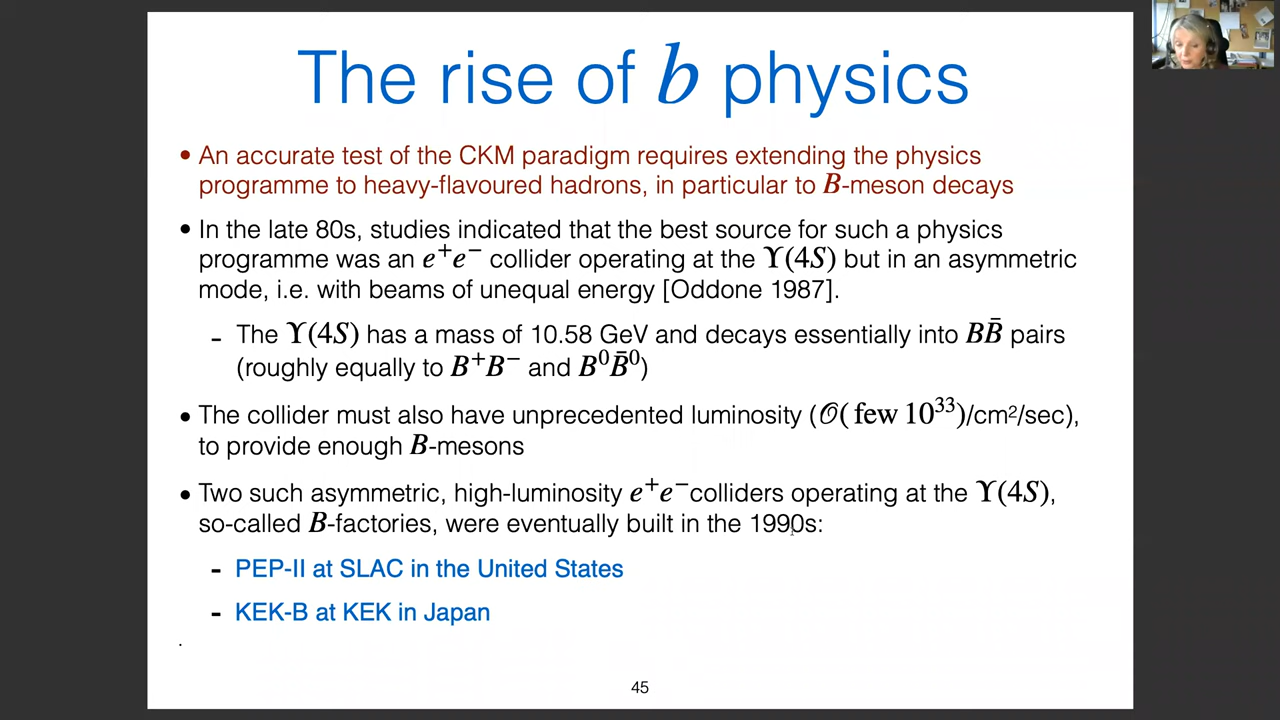 The rise of b physics
• An accurate test of the CKM paradigm requires extending the physics
programme to heavy-flavoured hadrons, in particular to B-meson decays
• In the late 80s, studies indicated that the best source for such a physics
programme was an e⁺e⁻ collider operating at the ϒ(4S) but in an asymmetric
mode, i.e. with beams of unequal energy [Oddone 1987].
- The ϒ(4S) has a mass of 10.58 GeV and decays essentially into BB̄ pairs
(roughly equally to B⁺B⁻ and B⁰B̄⁰)
• The collider must also have unprecedented luminosity (𝒪( few 10³³)/cm²/sec),
to provide enough B-mesons
• Two such asymmetric, high-luminosity e⁺e⁻colliders operating at the ϒ(4S),
so-called B-factories, were eventually built in the 1990s:
- PEP-II at SLAC in the United States
- KEK-B at KEK in Japan
.
45